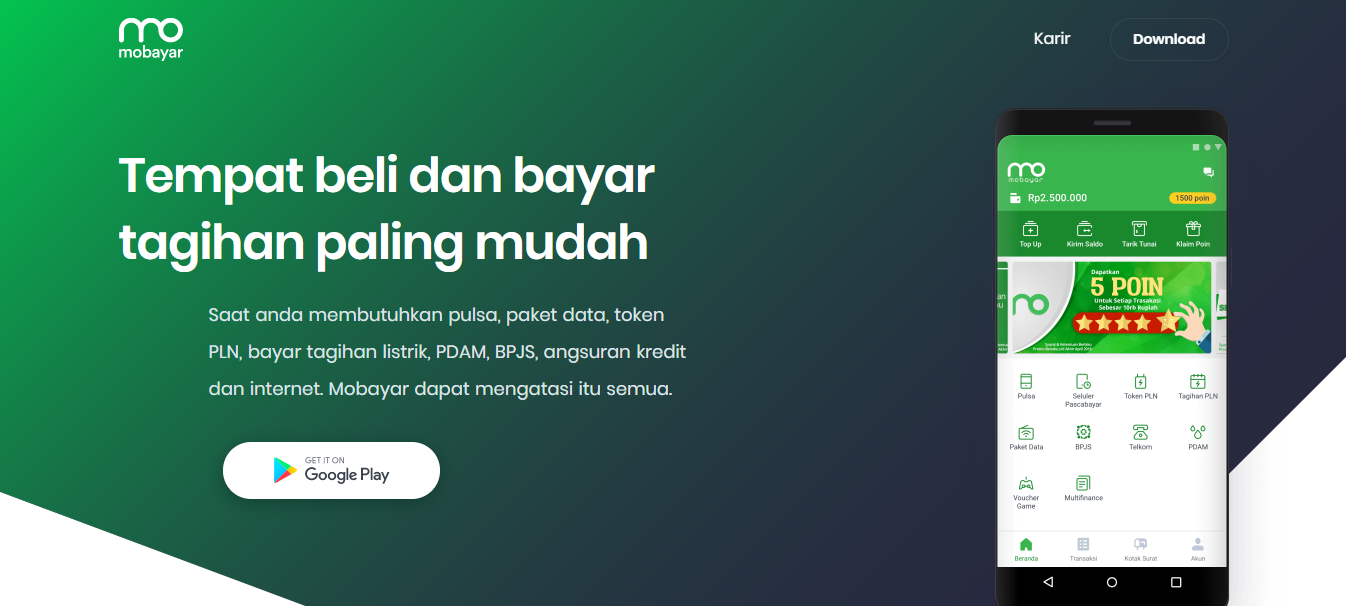 mobayar
Karir
Download
Tempat beli dan bayar
tagihan paling mudah
Saat anda membutuhkan pulsa, paket data, token
PLN, bayar tagihan listrik, PDAM, BPJS, angsuran kredit
dan internet. Mobayar dapat mengatasi itu semua.
GET IT ON
Google Play
mobayar
Rp2.500.000
1500 poin
Top Up
Kirim Saldo
Tarik Tunai
Klaim Poin
Dapatkan
5 POIN
Untuk Setiap Trasakasi
Sebesar 10rb Rupiah
Pulsa
Seluler
Pascabayar
Token PLN
Tagihan PLN
Paket Data
BPJS
Telkom
PDAM
Voucher
Game
Multifinance
Beranda
Transaksi
Kotak Surat
Akun